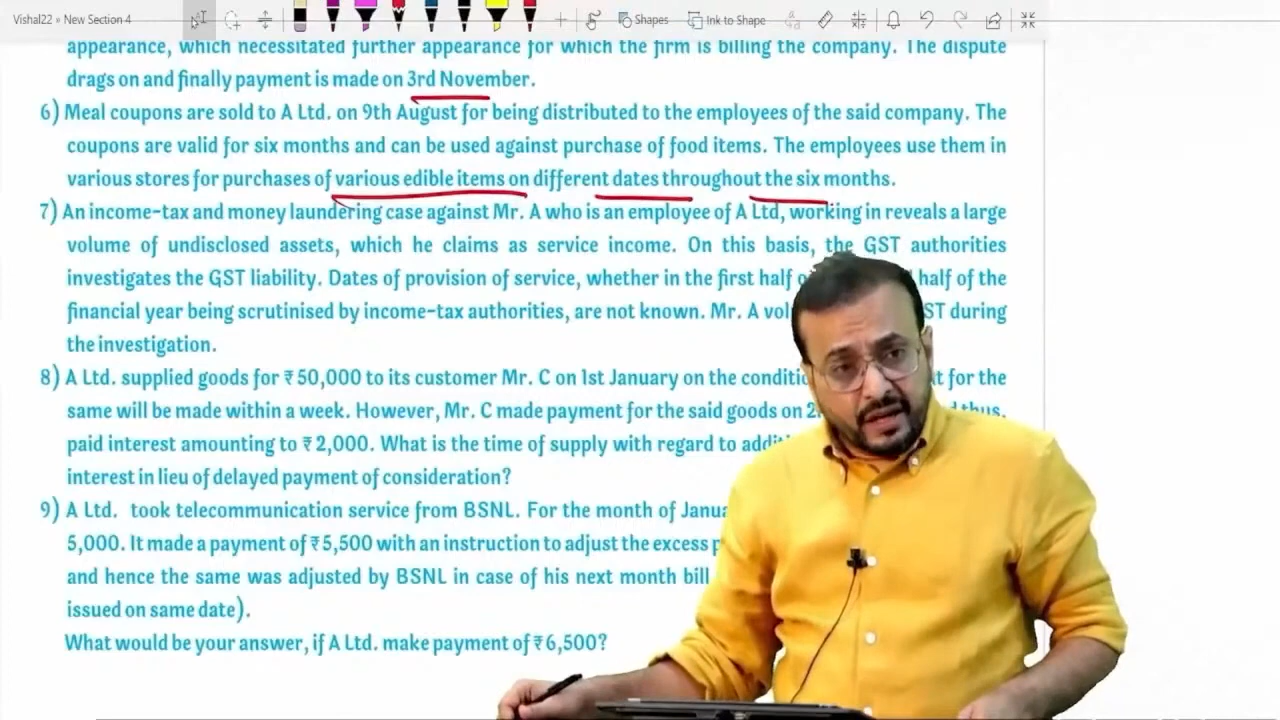 Vishal22 » New Section 4
Shapes
Ink to Shape
appearance, which necessitated further appearance for which the firm is billing the company. The dispute
drags on and finally payment is made on 3rd November.
6) Meal coupons are sold to A Ltd. on 9th August for being distributed to the employees of the said company. The
coupons are valid for six months and can be used against purchase of food items. The employees use them in
various stores for purchases of various edible items on different dates throughout the six months.
7) An income-tax and money laundering case against Mr. A who is an employee of A Ltd, working in reveals a large
volume of undisclosed assets, which he claims as service income. On this basis, the GST authorities
investigates the GST liability. Dates of provision of service, whether in the first half half of the
financial year being scrutinised by income-tax authorities, are not known. Mr. A ST during
the investigation.
8) A Ltd. supplied goods for ₹ 50,000 to its customer Mr. C on 1st January on the for the
same will be made within a week. However, Mr. C made payment for the said goods on thus,
paid interest amounting to ₹ 2,000. What is the time of supply with regard to
interest in lieu of delayed payment of consideration?
9) A Ltd. took telecommunication service from BSNL. For the month of
5,000. It made a payment of ₹ 5,500 with an instruction to adjust the excess
and hence the same was adjusted by BSNL in case of his next month bill
issued on same date).
What would be your answer, if A Ltd. make payment of ₹ 6,500?